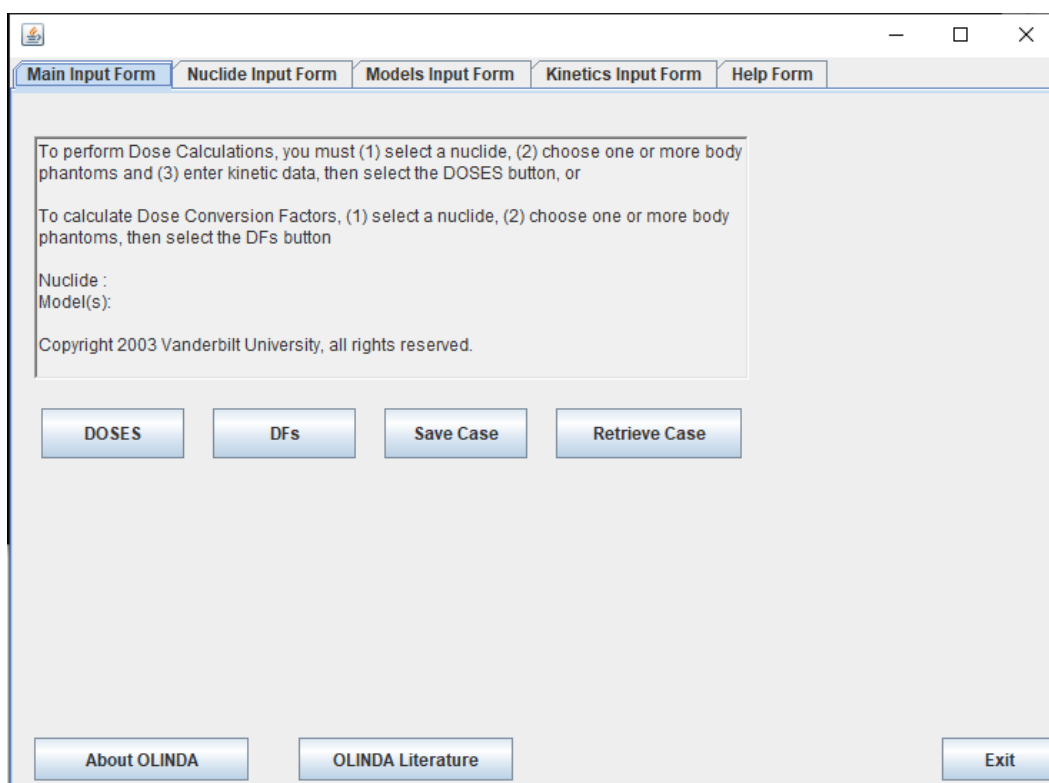 Main Input Form Nuclide Input Form Models Input Form Kinetics Input Form Help Form
To perform Dose Calculations, you must (1) select a nuclide, (2) choose one or more body
phantoms and (3) enter kinetic data, then select the DOSES button, or
To calculate Dose Conversion Factors, (1) select a nuclide, (2) choose one or more body
phantoms, then select the DFs button
Nuclide :
Model(s):
Copyright 2003 Vanderbilt University, all rights reserved.
DOSES DFs Save Case Retrieve Case
About OLINDA OLINDA Literature Exit